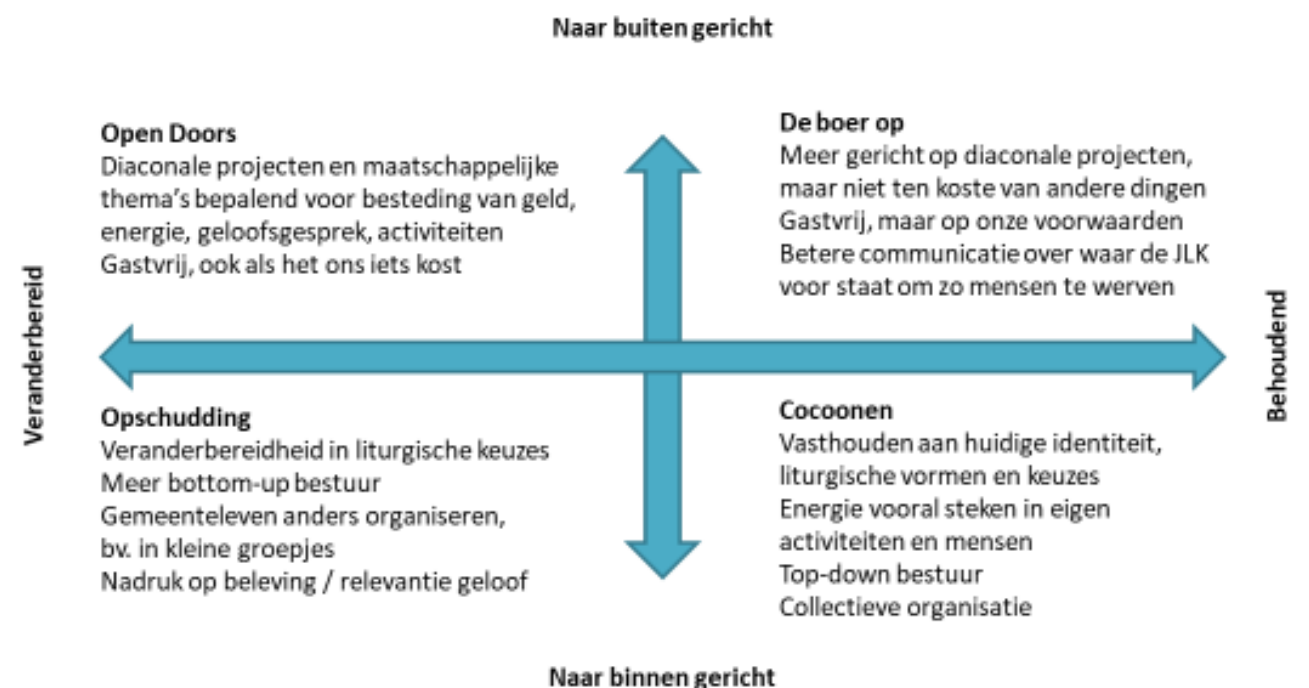 Naar buiten gericht
Open Doors
Diaconale projecten en maatschappelijke
thema's bepalend voor besteding van geld,
energie, geloofsgesprek, activiteiten
Gastvrij, ook als het ons iets kost
De boer op
Meer gericht op diaconale projecten,
maar niet ten koste van andere dingen
Gastvrij, maar op onze voorwaarden
Betere communicatie over waar de JLK
voor staat om zo mensen te werven
Veranderbereid
Behoudend
Opschudding
Veranderbereidheid in liturgische keuzes
Meer bottom-up bestuur
Gemeenteleven anders organiseren,
bv. in kleine groepjes
Nadruk op beleving / relevantie geloof
Cocoonen
Vasthouden aan huidige identiteit,
liturgische vormen en keuzes
Energie vooral steken in eigen
activiteiten en mensen
Top-down bestuur
Collectieve organisatie
Naar binnen gericht